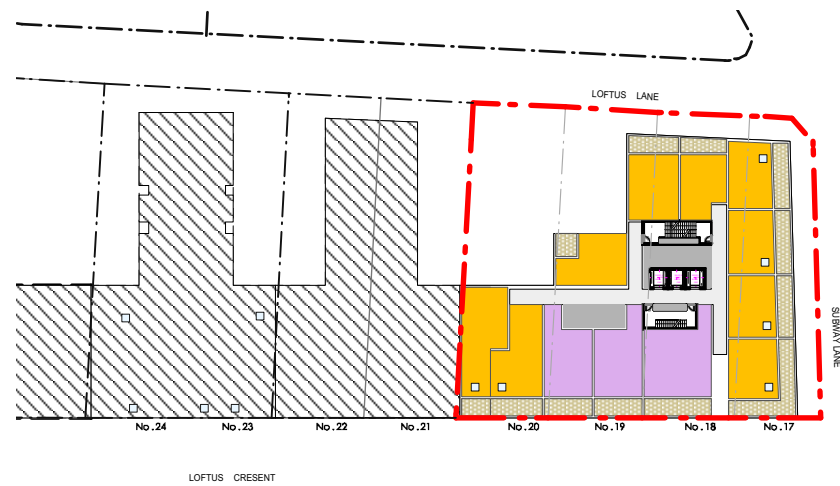 LOFTUS LANE
SUBWAY LANE
No.24
No.23
No.22
No.21
No.20
No.19
No.18
No.17
LOFTUS CRESENT